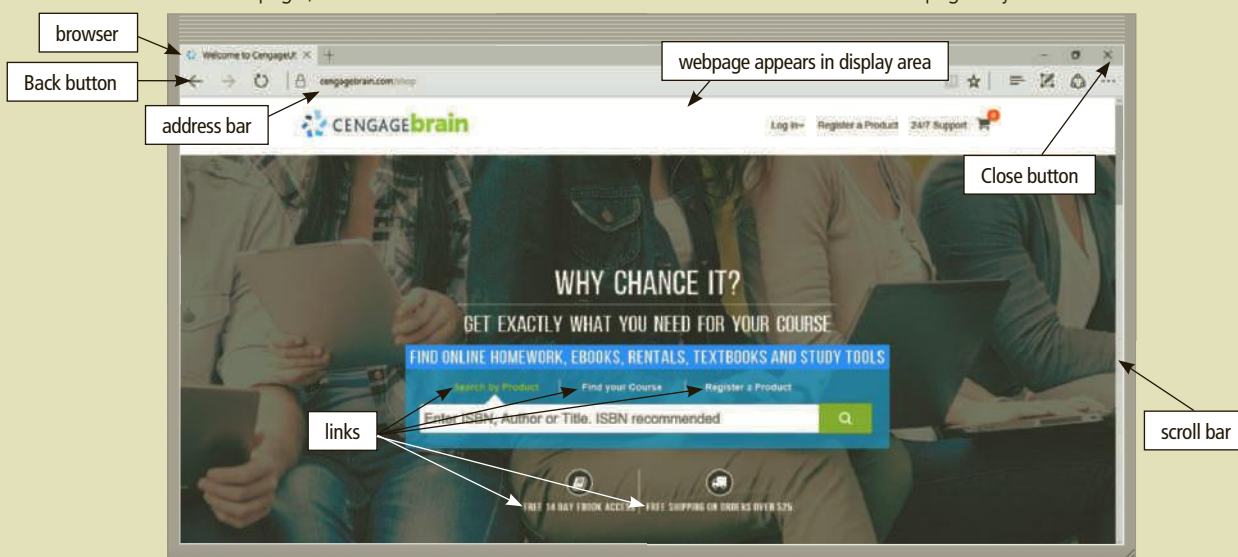 browser
Welcome to CengageU
webpage appears in display area
Back button
cengagebrain.com/shop
address bar
CENGAGEbrain
Log In
Register a Product
24/7 Support
0
Close button
WHY CHANCE IT?
GET EXACTLY WHAT YOU NEED FOR YOUR COURSE
FIND ONLINE HOMEWORK, EBOOKS, RENTALS, TEXTBOOKS AND STUDY TOOLS
Search by Product
Find your Course
Register a Product
Enter ISBN, Author or Title. ISBN recommended
links
scroll bar
FREE 14 DAY EBOOK ACCESS
FREE SHIPPING ON ORDERS OVER $25